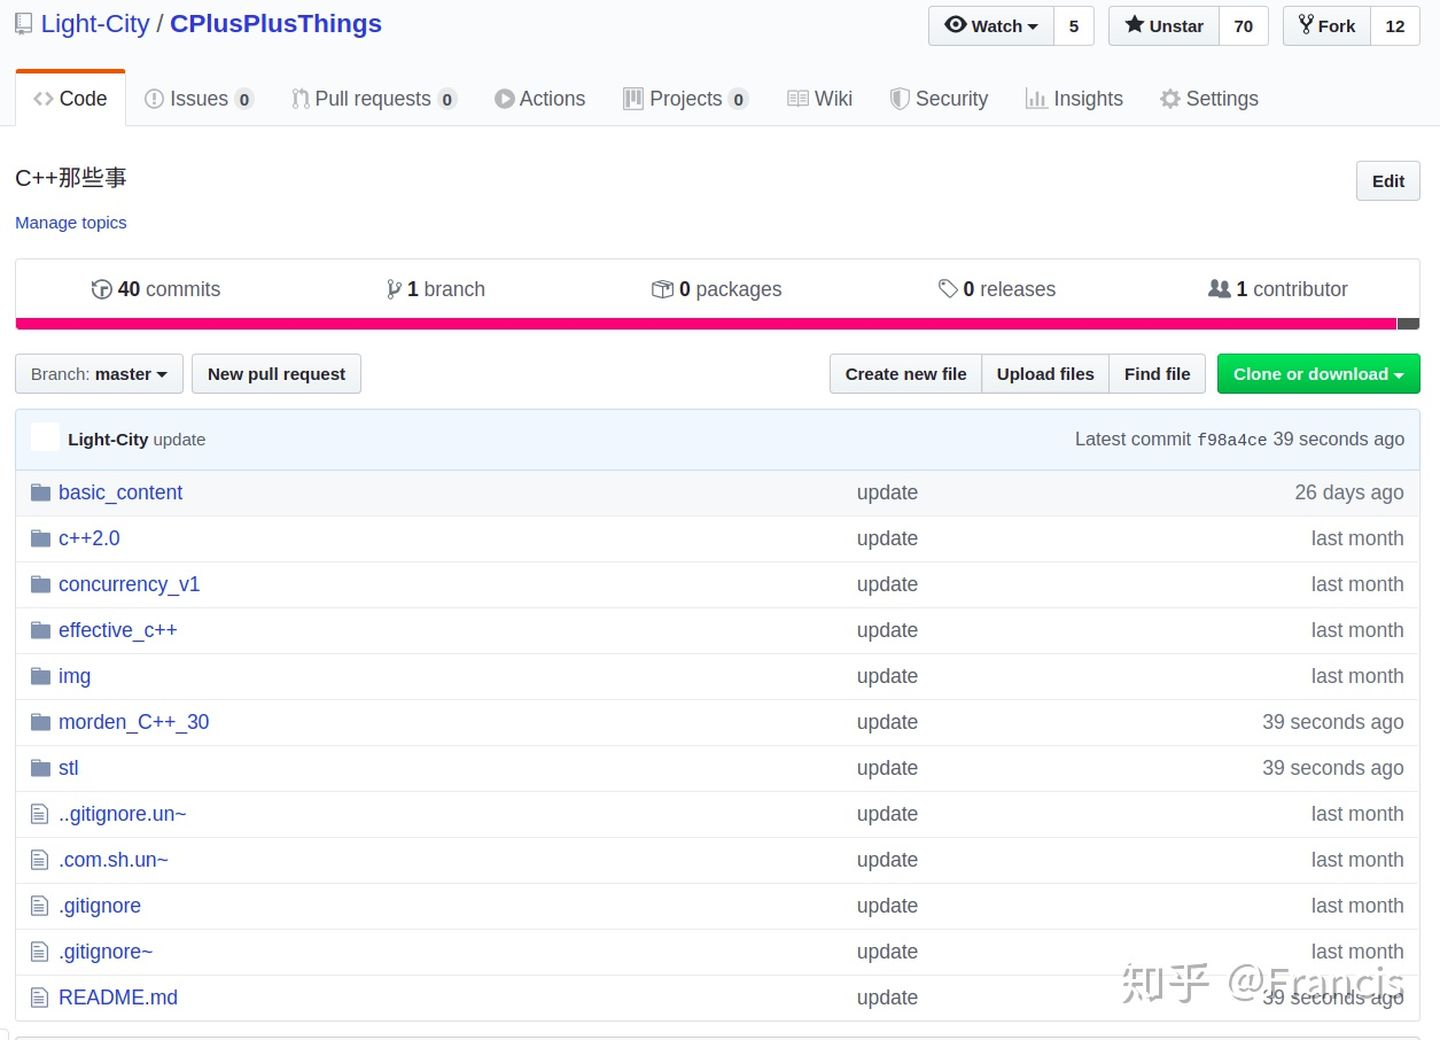 Light-City / CPlusPlusThings
Watch 5 Unstar 70 Fork 12
Code Issues 0 Pull requests 0 Actions Projects 0 Wiki Security Insights Settings
C++那些事
Edit
Manage topics
40 commits 1 branch 0 packages 0 releases 1 contributor
Branch: master New pull request Create new file Upload files Find file Clone or download
Light-City update Latest commit f98a4ce 39 seconds ago
basic_content update 26 days ago
c++2.0 update last month
concurrency_v1 update last month
effective_c++ update last month
img update last month
morden_C++_30 update 39 seconds ago
stl update 39 seconds ago
..gitignore.un~ update last month
.com.sh.un~ update last month
.gitignore update last month
.gitignore~ update last month
README.md update 39 seconds ago
知乎 @Francis